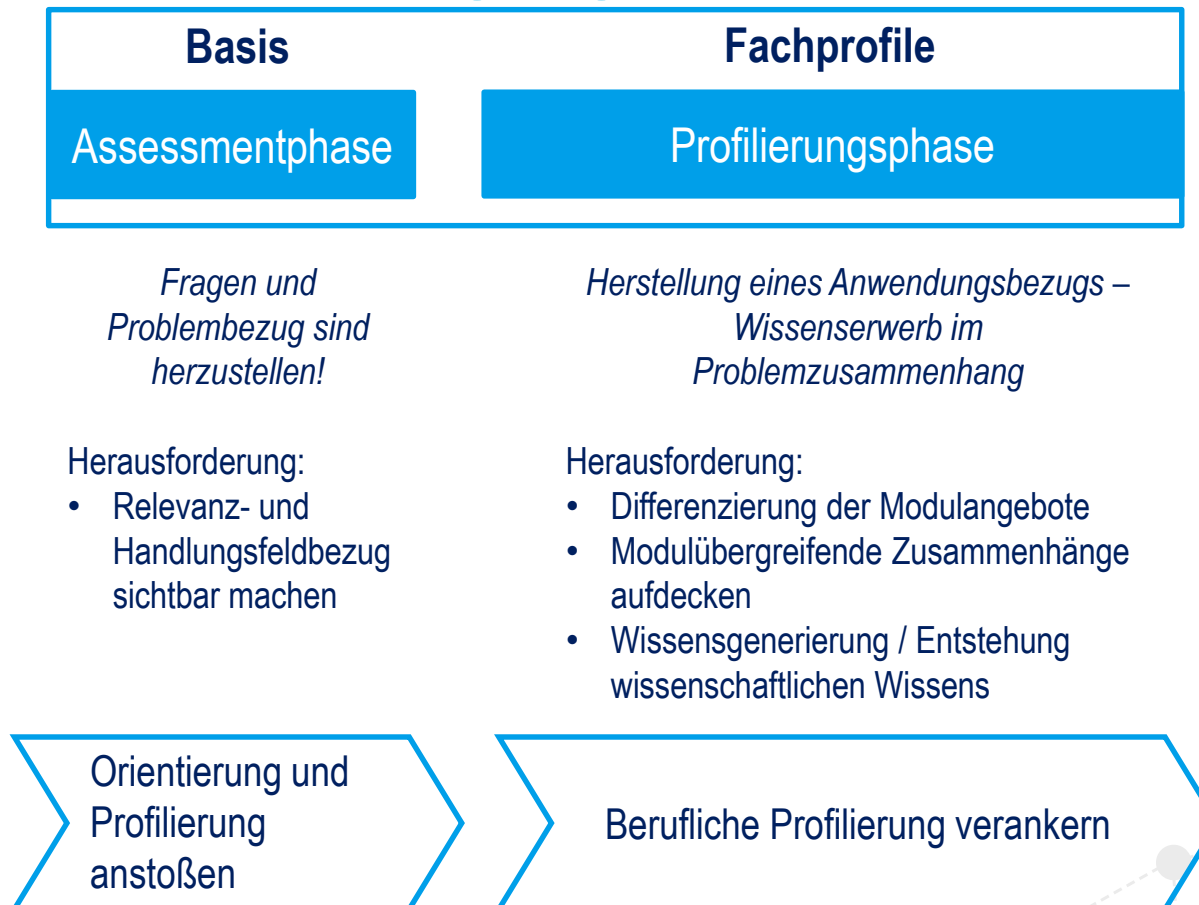 Basis
Fachprofile
Assessmentphase
Profilierungsphase
Fragen und
Problembezug sind
herzustellen!
Herstellung eines Anwendungsbezugs –
Wissenserwerb im
Problemzusammenhang
Herausforderung:
• Relevanz- und
Handlungsfeldbezug
sichtbar machen
Herausforderung:
• Differenzierung der Modulangebote
• Modulübergreifende Zusammenhänge
aufdecken
• Wissensgenerierung / Entstehung
wissenschaftlichen Wissens
Orientierung und
Profilierung
anstoßen
Berufliche Profilierung verankern